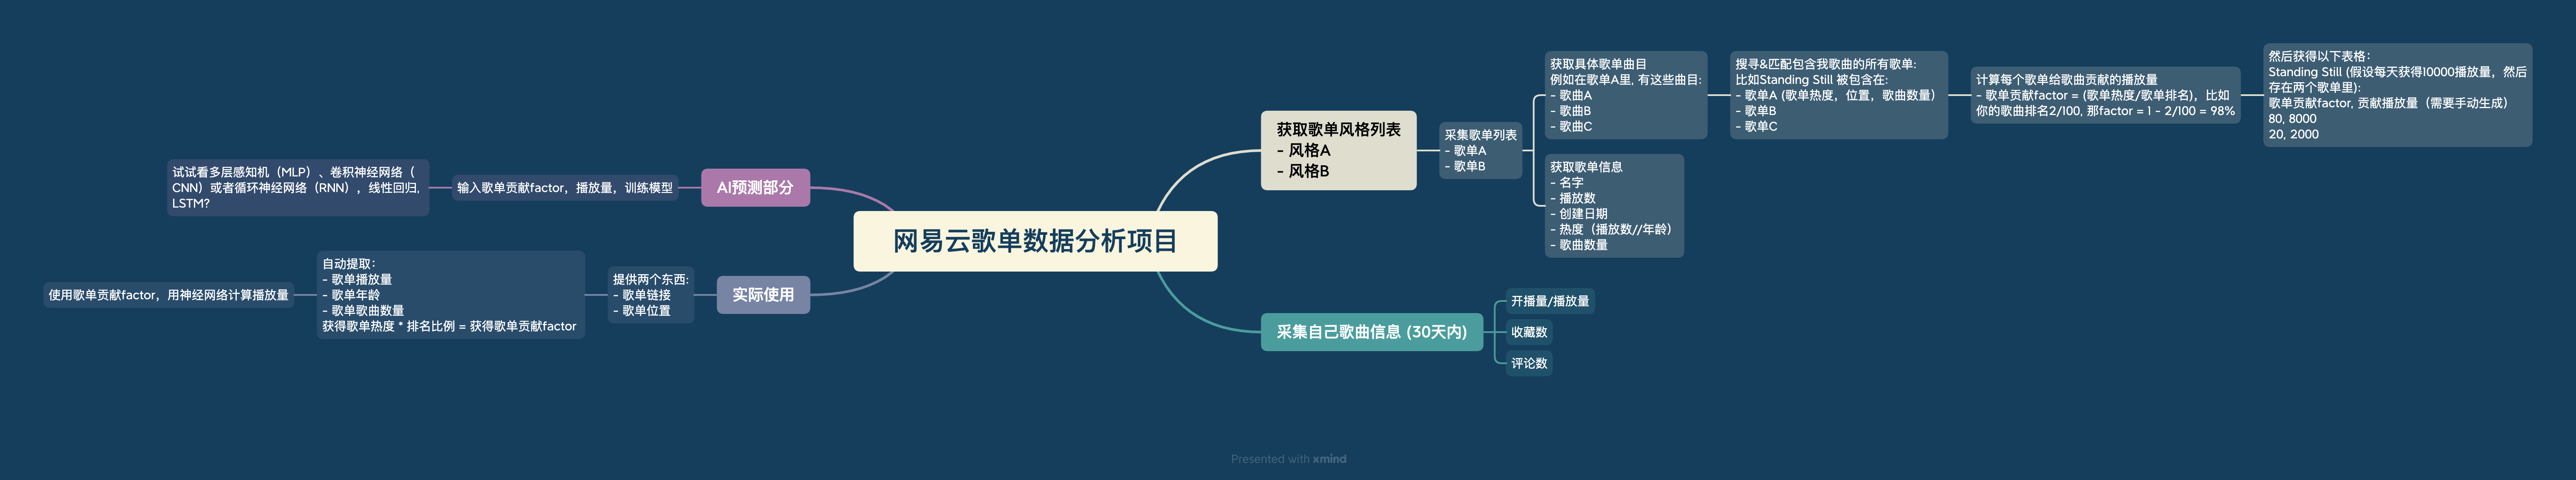 网易云歌单数据分析项目
获取歌单风格列表
- 风格A
- 风格B
采集歌单列表
- 歌单A
- 歌单B
获取具体歌单曲目
例如在歌单A里, 有这些曲目:
- 歌曲A
- 歌曲B
- 歌曲C
搜寻&匹配包含我歌曲的所有歌单:
比如Standing Still 被包含在:
- 歌单A (歌单热度，位置，歌曲数量)
- 歌单B
- 歌单C
计算每个歌单给歌曲贡献的播放量
- 歌单贡献factor = (歌单热度/歌单排名)，比如
你的歌曲排名2/100, 那factor = 1 - 2/100 = 98%
然后获得以下表格：
Standing Still (假设每天获得10000播放量，然后
存在两个歌单里):
歌单贡献factor, 贡献播放量（需要手动生成）
80, 8000
20, 2000
获取歌单信息
- 名字
- 播放数
- 创建日期
- 热度（播放数//年龄）
- 歌曲数量
采集自己歌曲信息 (30天内)
开播量/播放量
收藏数
评论数
AI预测部分
输入歌单贡献factor，播放量，训练模型
试试看多层感知机（MLP）、卷积神经网络（
CNN）或者循环神经网络（RNN），线性回归,
LSTM?
实际使用
提供两个东西:
- 歌单链接
- 歌单位置
自动提取：
- 歌单播放量
- 歌单年龄
- 歌单歌曲数量
获得歌单热度 * 排名比例 = 获得歌单贡献factor
使用歌单贡献factor，用神经网络计算播放量
Presented with xmind